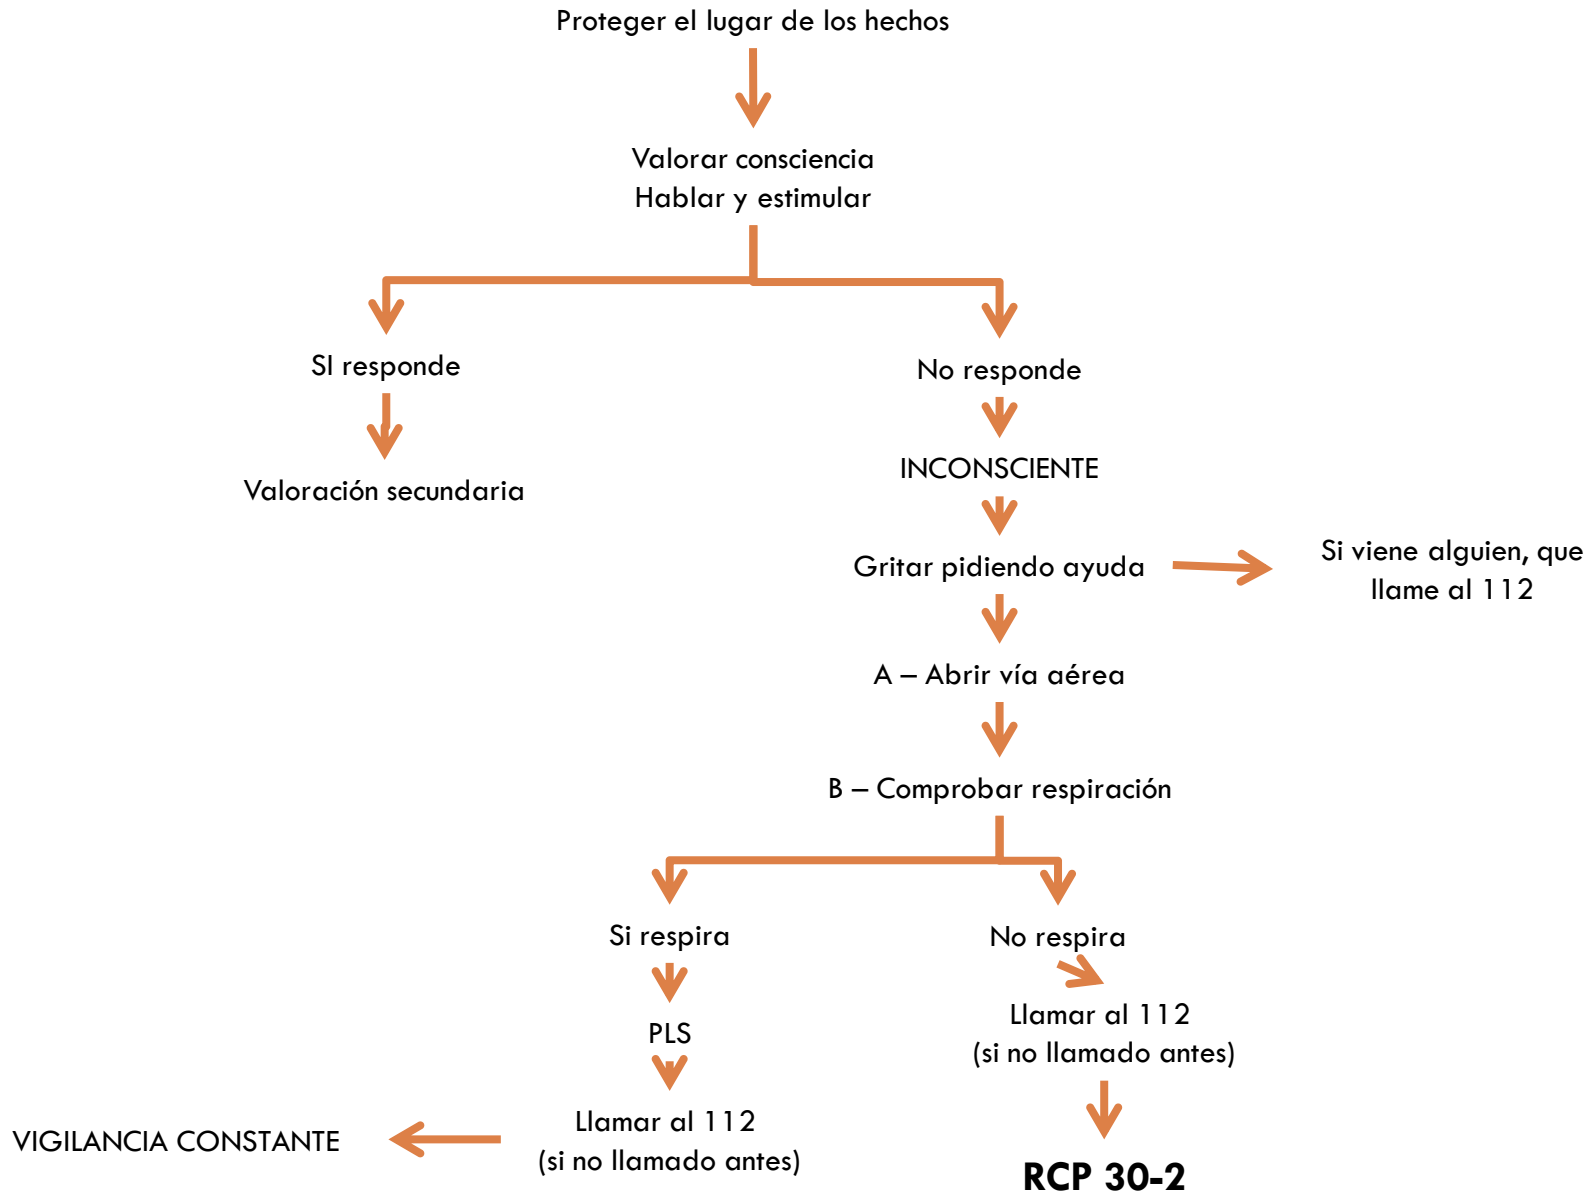 Proteger el lugar de los hechos
Valorar consciencia
Hablar y estimular
SI responde
No responde
INCONSCIENTE
Valoración secundaria
Gritar pidiendo ayuda
Si viene alguien, que
llame al 112
A – Abrir vía aérea
B – Comprobar respiración
Si respira
No respira
PLS
Llamar al 112
(si no llamado antes)
Llamar al 112
(si no llamado antes)
VIGILANCIA CONSTANTE
RCP 30-2